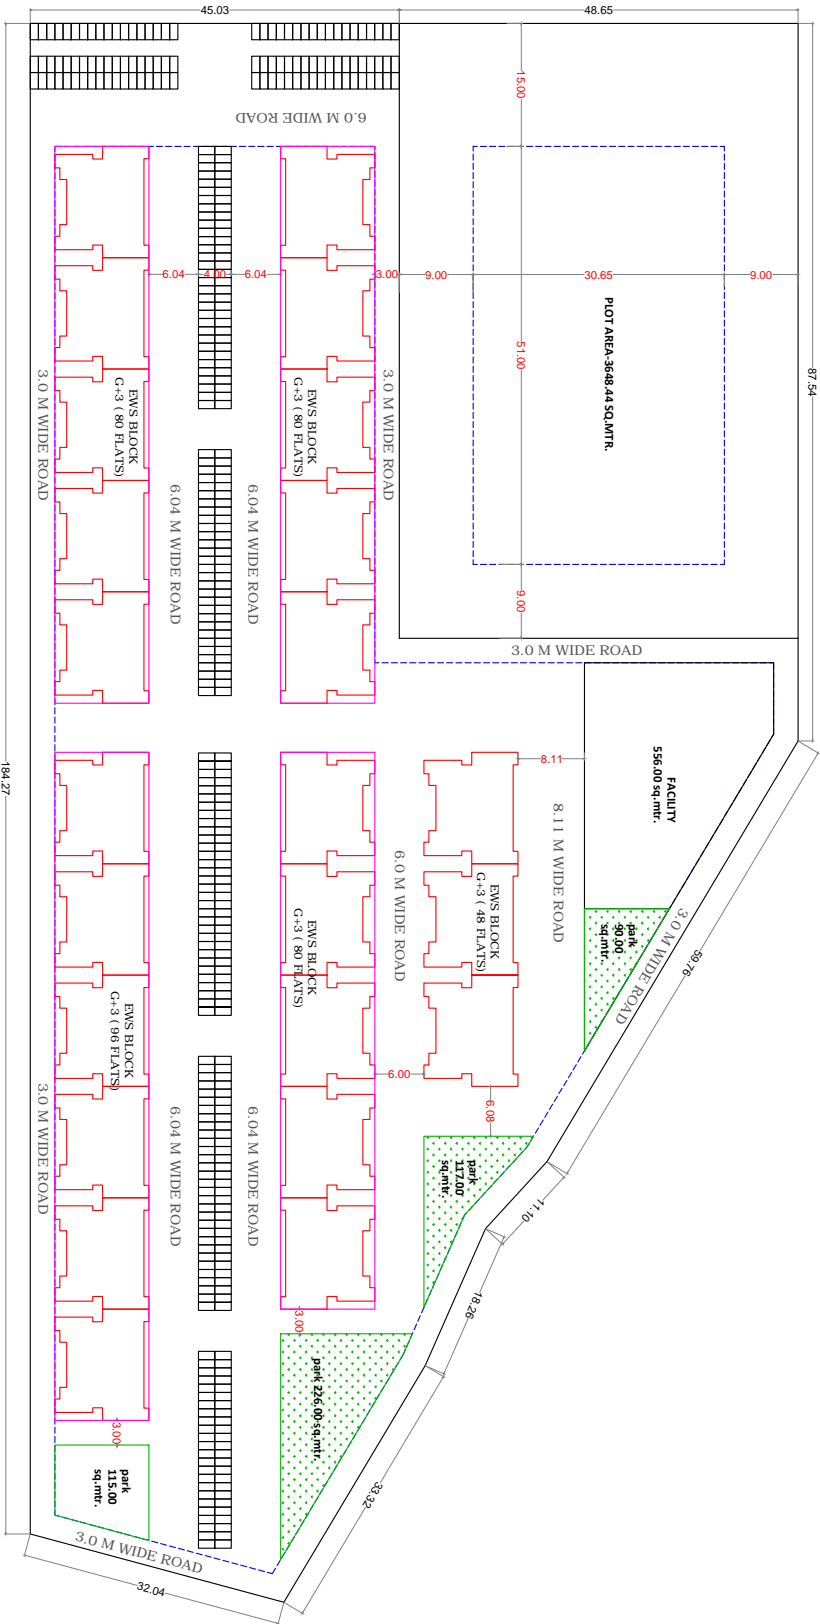 45.03
48.65
15.00
6.0 M WIDE ROAD
6.04
4.00
6.04
3.00
9.00
30.65
9.00
PLOT AREA-3648.44 SQ.MTR.
51.00
87.54
3.0 M WIDE ROAD
EWS BLOCK
G+3 ( 80 FLATS)
EWS BLOCK
G+3 ( 80 FLATS)
3.0 M WIDE ROAD
6.04 M WIDE ROAD
6.04 M WIDE ROAD
9.00
3.0 M WIDE ROAD
184.27
8.11
FACILITY
556.00 sq.mtr.
8.11 M WIDE ROAD
6.0 M WIDE ROAD
EWS BLOCK
G+3 ( 48 FLATS)
EWS BLOCK
G+3 ( 80 FLATS)
EWS BLOCK
G+3 ( 96 FLATS)
park
90.00
sq.mtr.
3.0 M WIDE ROAD
59.76
6.00
6.08
3.0 M WIDE ROAD
6.04 M WIDE ROAD
6.04 M WIDE ROAD
park
117.00
sq.mtr.
11.10
18.26
3.00
park 226.00 sq.mtr.
3.00
park
115.00
sq.mtr.
33.32
3.0 M WIDE ROAD
32.04